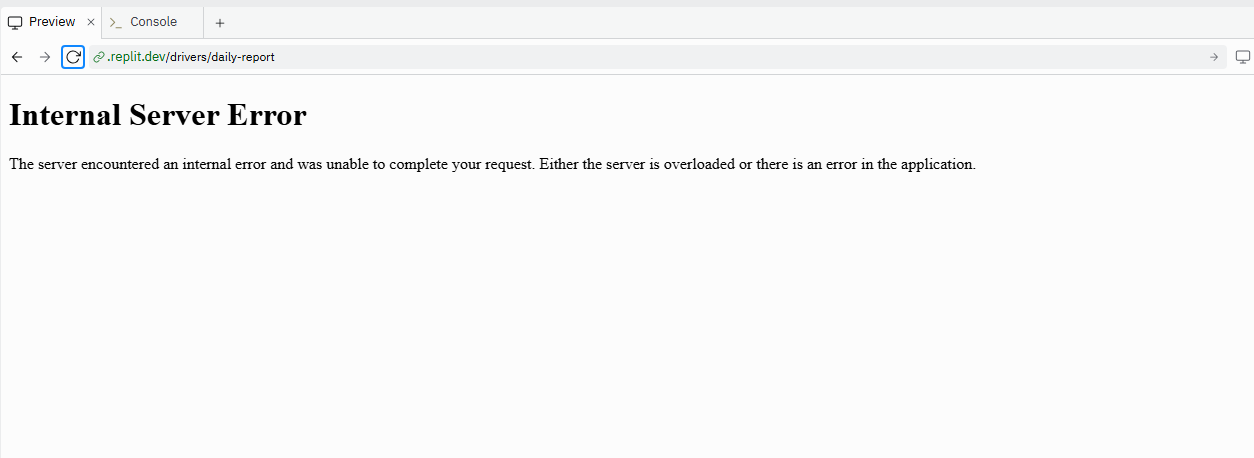 Preview × >_ Console +
.replit.dev/drivers/daily-report
Internal Server Error
The server encountered an internal error and was unable to complete your request. Either the server is overloaded or there is an error in the application.